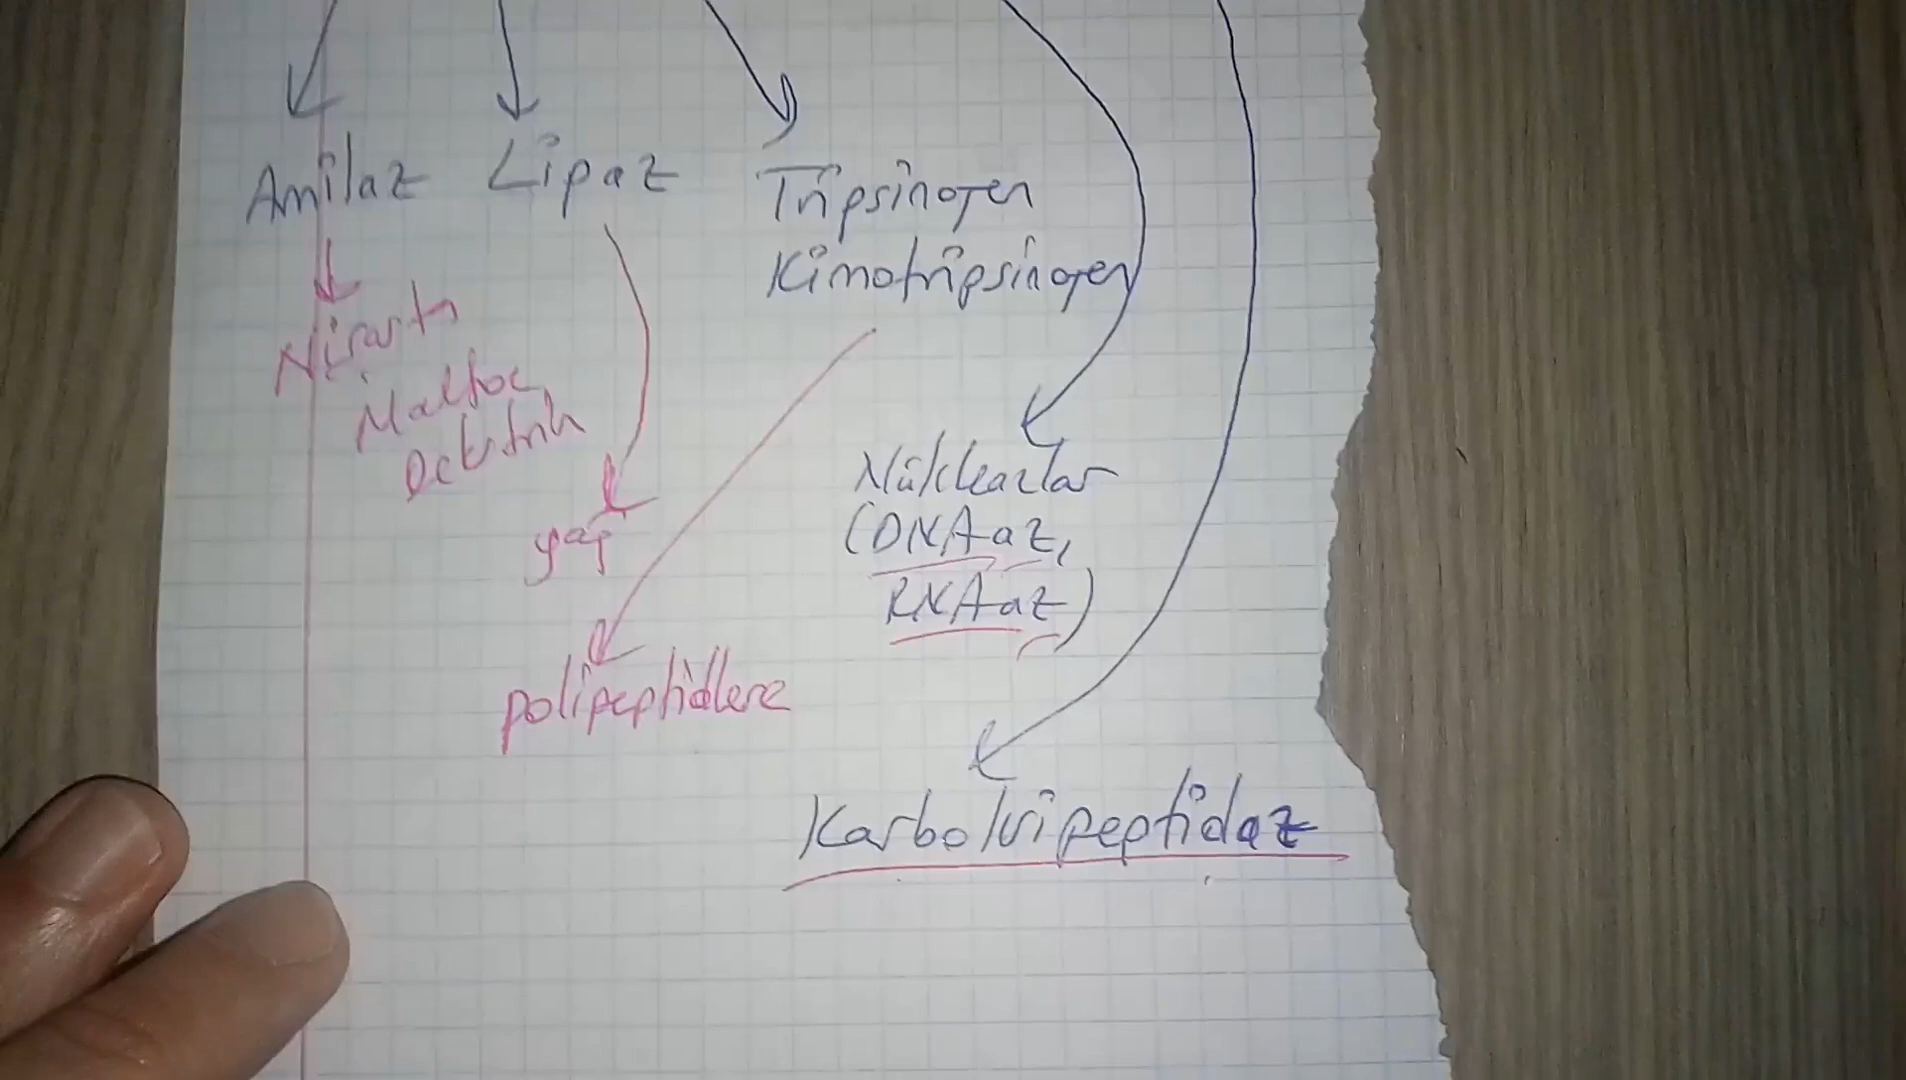 Amilaz Lipaz
Tripsinojen
Kimotripsinojen
Nişasta
Maltoz
Dekstrin
yağ
Nükleazlar
(DNAaz,
RNAaz)
polipeptidlere
Karboksipeptidaz